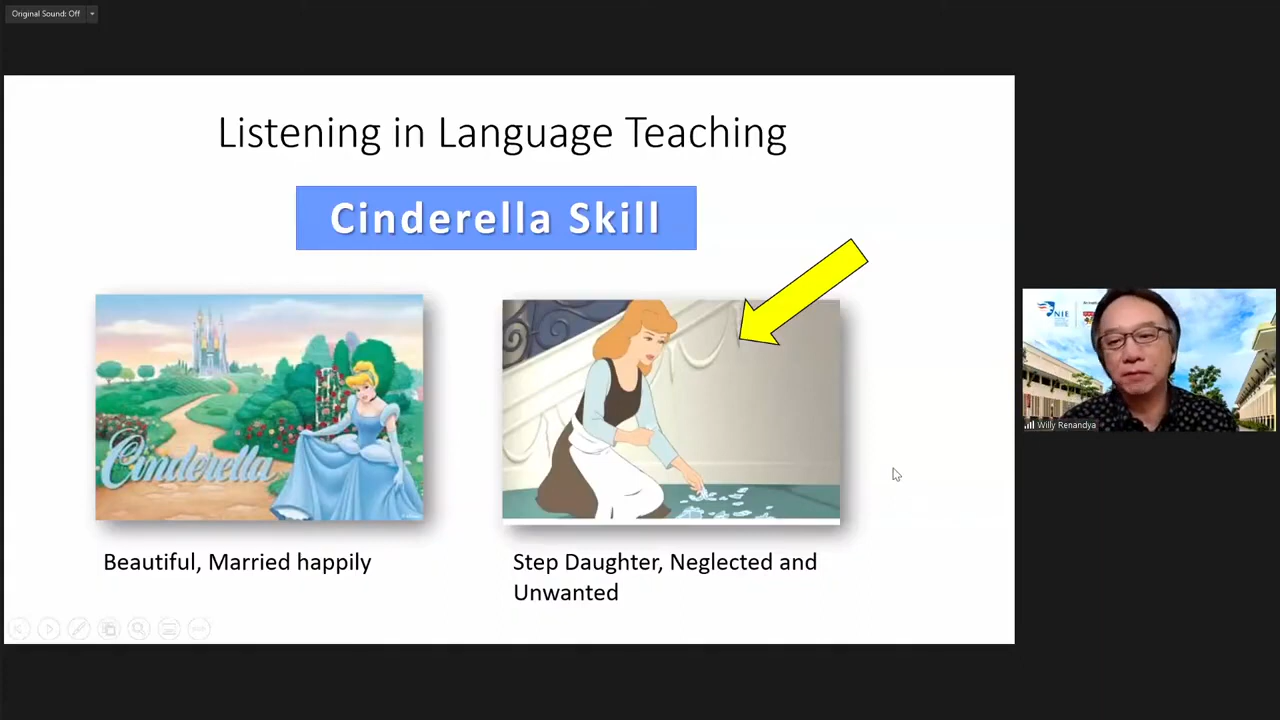 Original Sound: Off
Listening in Language Teaching
Cinderella Skill
Cinderella
Beautiful, Married happily
Step Daughter, Neglected and
Unwanted
NIE
Willy Renandya